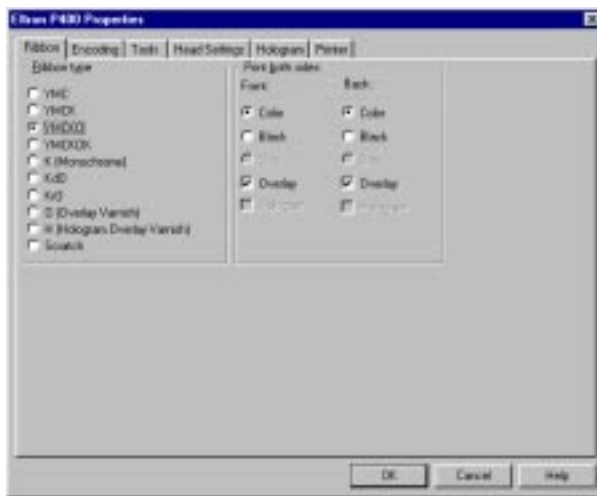 Eltron P400 Properties
Ribbon Encoding Tools Head Settings Hologram Printer
Ribbon type
YMC
YMCK
YMCKO
YMCKOK
K (Monochrome)
KdO
O (Overlay Varnish)
H (Hologram Overlay Varnish)
Scratch
Print both sides
Front: Back:
Color Color
Black Black
Overlay Overlay
OK Cancel Help